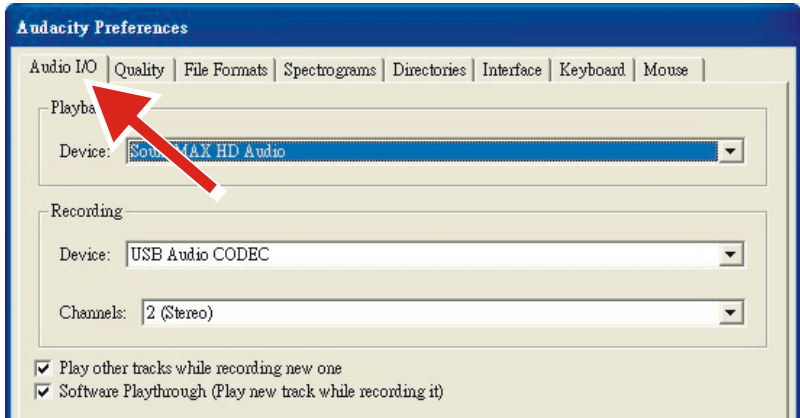 Audacity Preferences
Audio I/O Quality File Formats Spectrograms Directories Interface Keyboard Mouse
Device: MAX HD Audio
Recording
Device: USB Audio CODEC
Channels: 2 (Stereo)
Play other tracks while recording new one
Software Playthrough (Play new track while recording it)